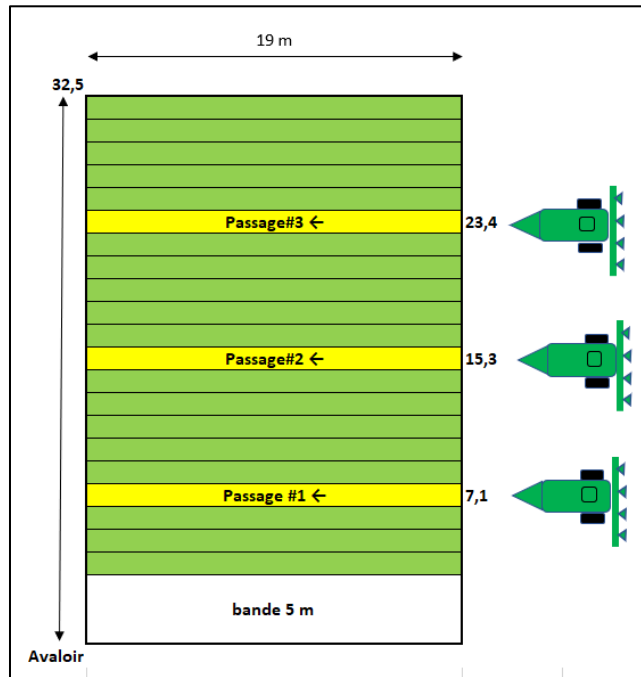 19 m
32,5
Passage#3 ←
23,4
Passage#2 ←
15,3
Passage #1 ←
7,1
bande 5 m
Avaloir